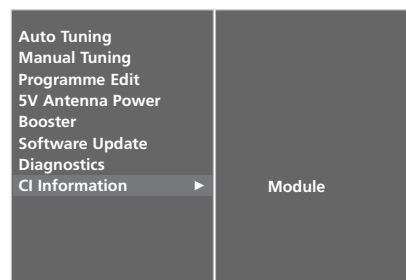 Auto Tuning
Manual Tuning
Programme Edit
5V Antenna Power
Booster
Software Update
Diagnostics
CI Information ► Module